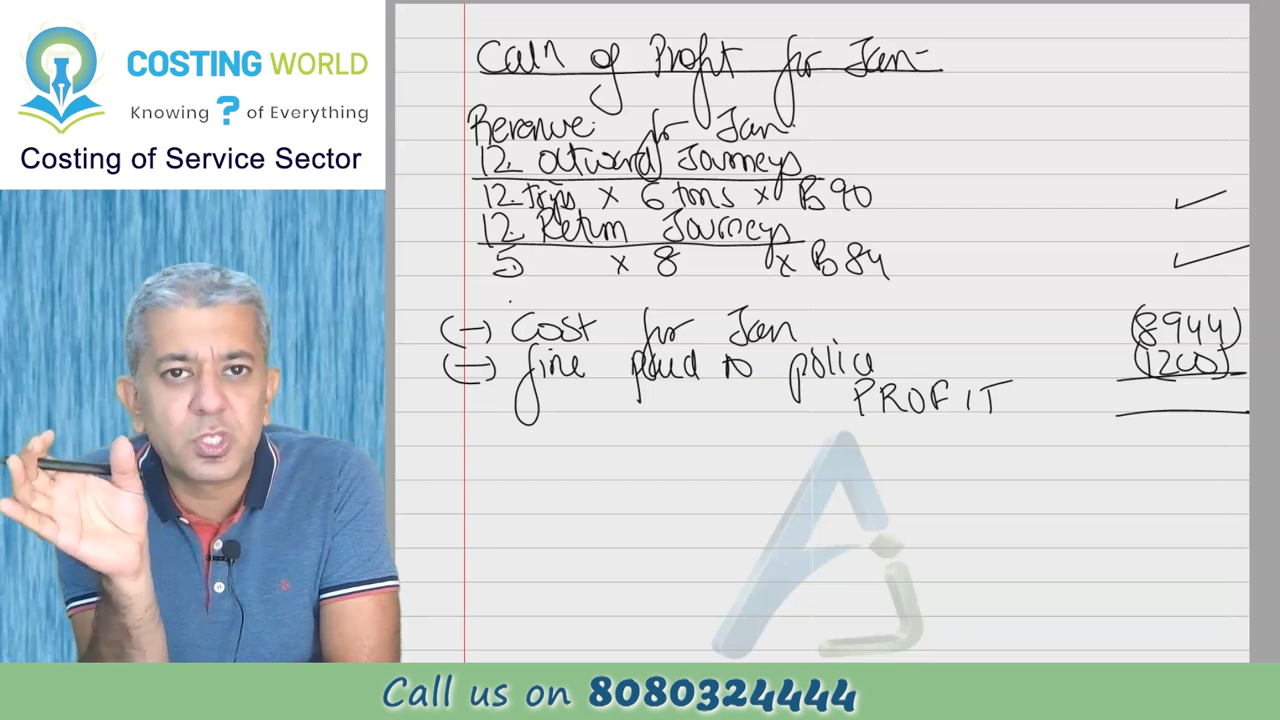 COSTING WORLD
Knowing ? of Everything
Costing of Service Sector
Caln of Profit for Jan-
Revenue for Jan.
12. outward Journeys
12. trips x 6 tons x B 90
12. Return Journeys
5 x 8 x B 84
(-) Cost for Jan (8944)
(-) fine paid to police (1200)
PROFIT
Call us on 8080324444